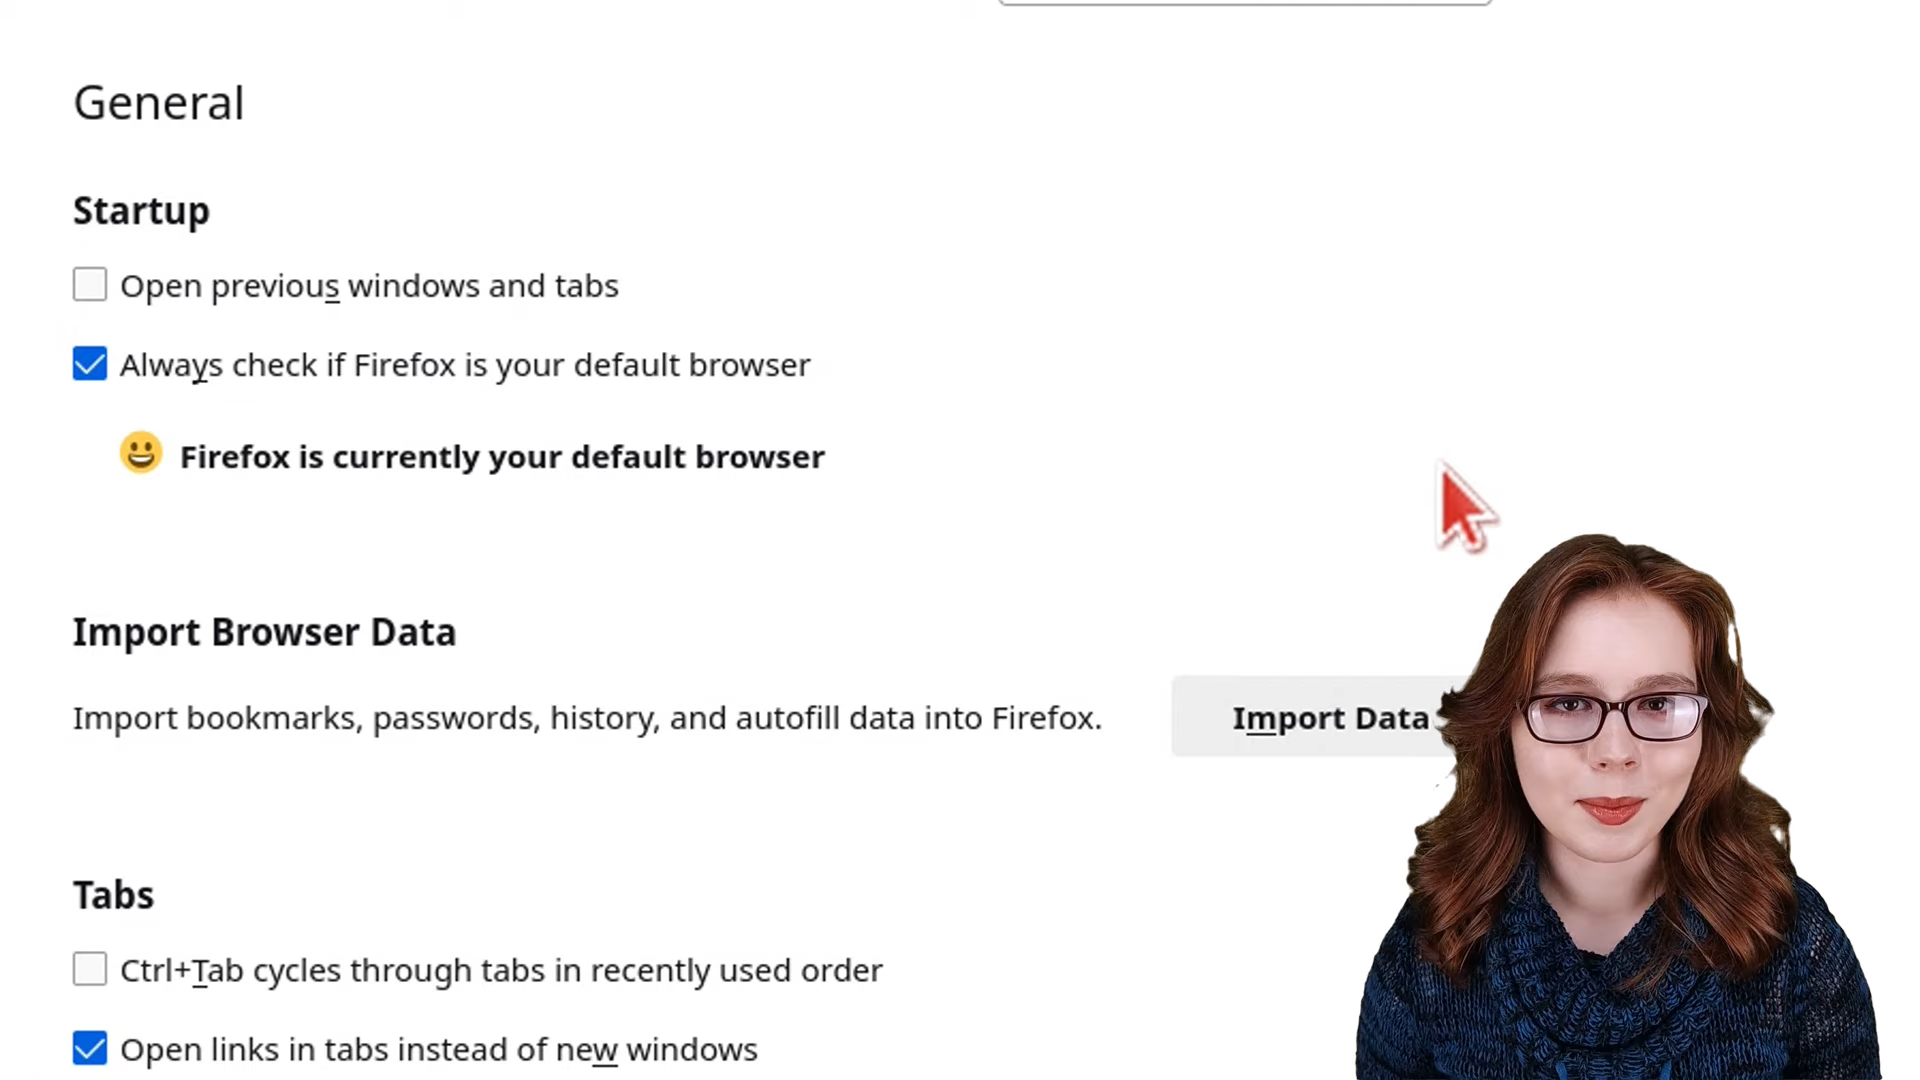 General
Startup
Open previous windows and tabs
Always check if Firefox is your default browser
Firefox is currently your default browser
Import Browser Data
Import bookmarks, passwords, history, and autofill data into Firefox.
Import Data
Tabs
Ctrl+Tab cycles through tabs in recently used order
Open links in tabs instead of new windows